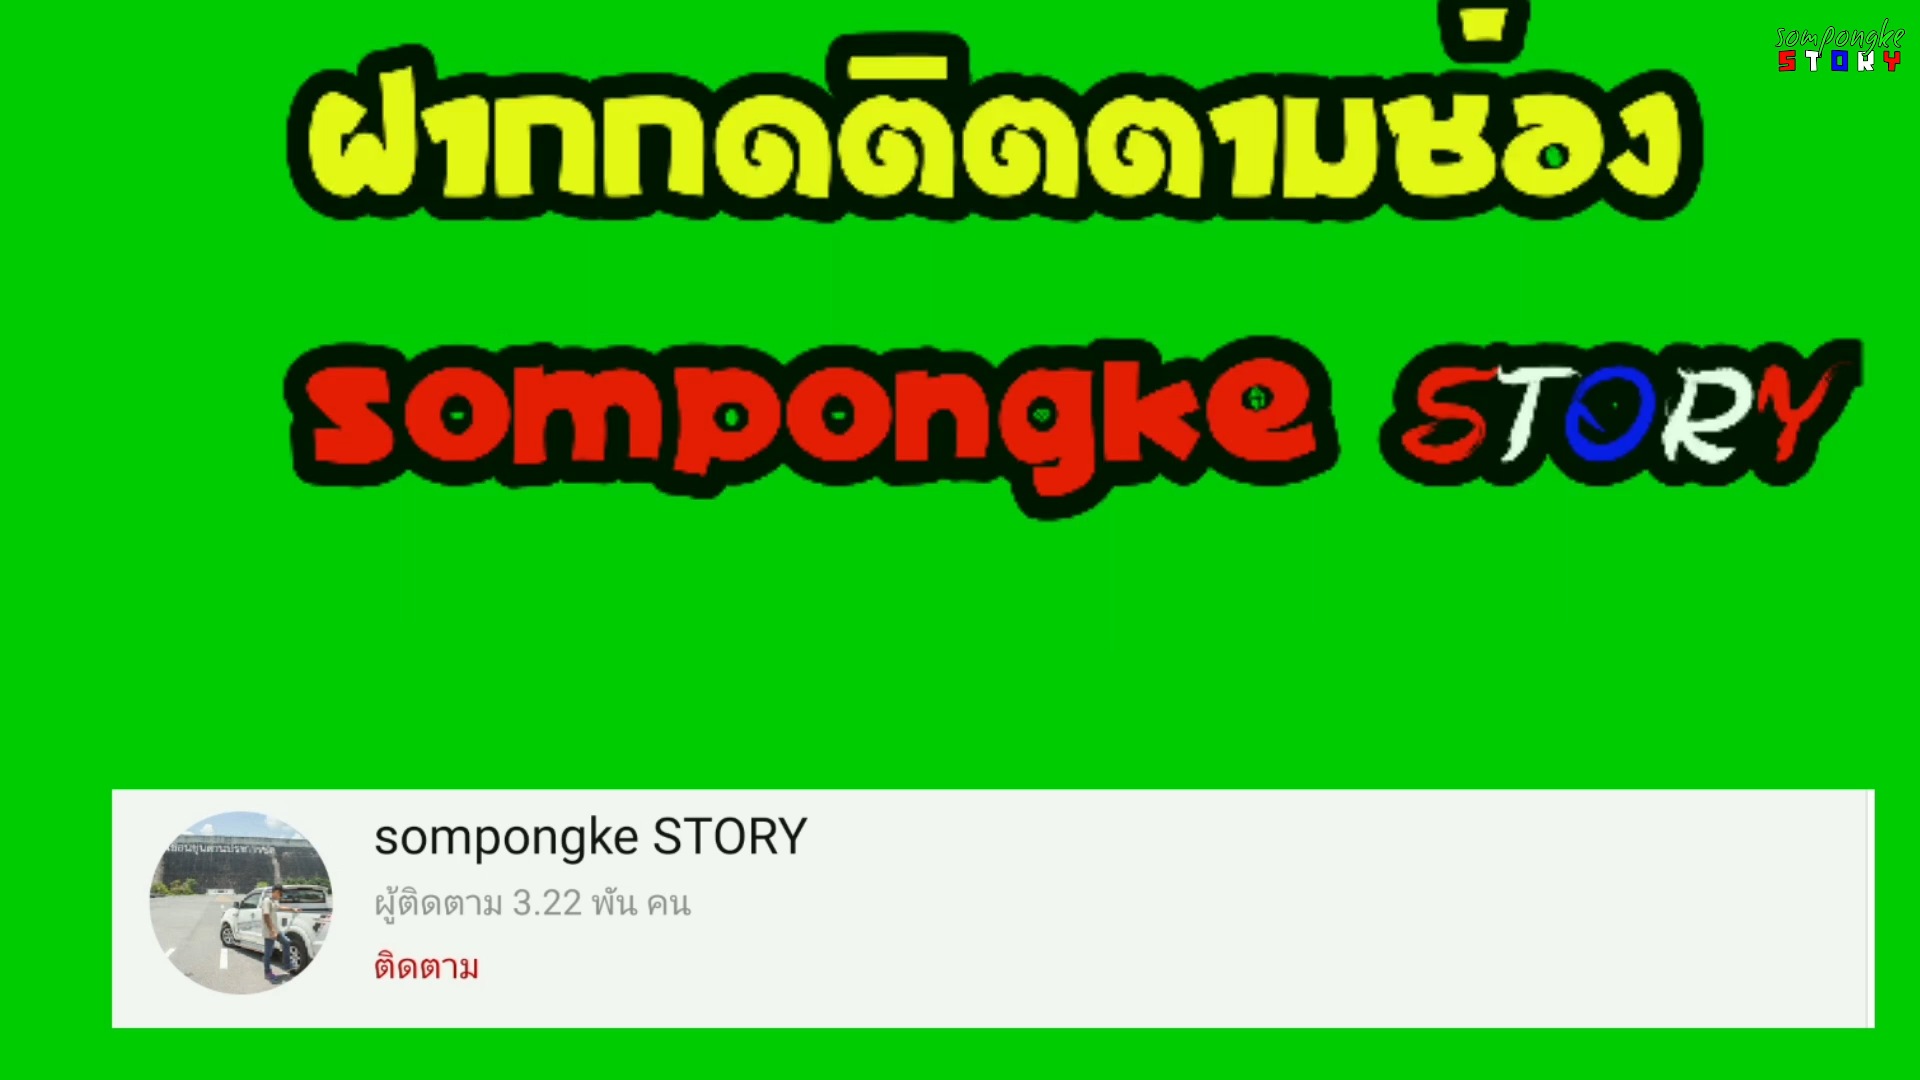 ฝากกดติตตามช่อง
sompongke
STORY
sompongke STORY
sompongke STORY
ผู้ติดตาม 3.22 พัน คน
ติดตาม